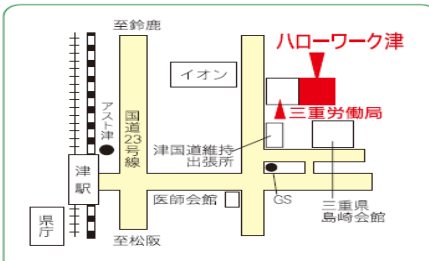 至鈴鹿
ハローワーク津
イオン
三重労働局
アスト津
国道23号線
津国道維持
出張所
津駅
医師会館
GS
三重県
島崎会館
県庁
至松阪